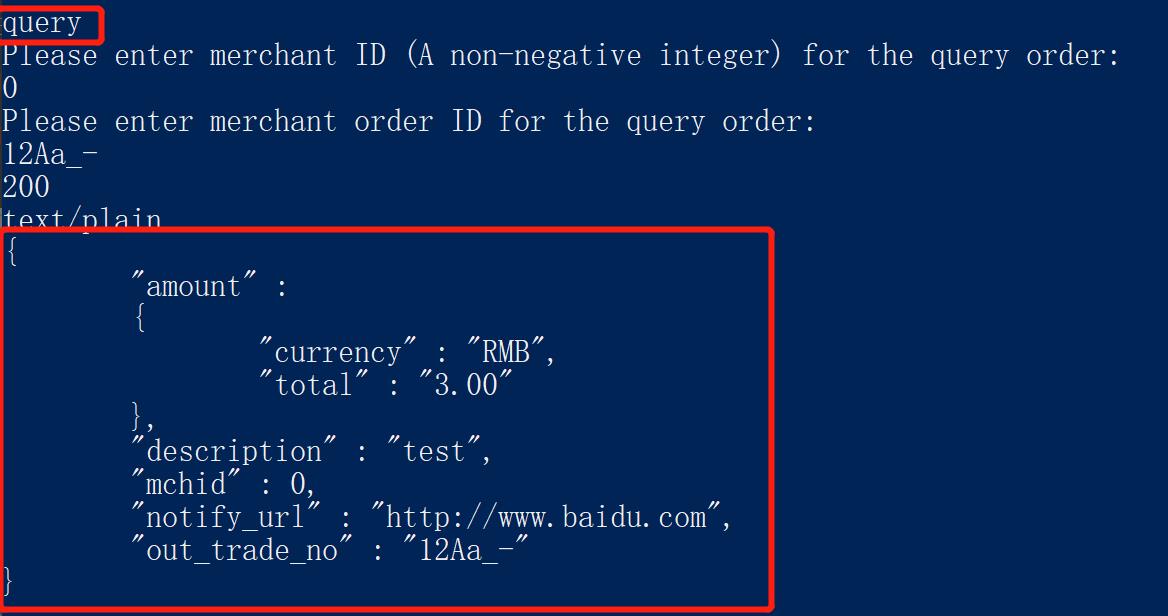 query
Please enter merchant ID (A non-negative integer) for the query order:
0
Please enter merchant order ID for the query order:
12Aa_-
200
text/plain
{
"amount" :
{
"currency" : "RMB",
"total" : "3.00"
},
"description" : "test",
"mchid" : 0,
"notify_url" : "http://www.baidu.com",
"out_trade_no" : "12Aa_-"
}